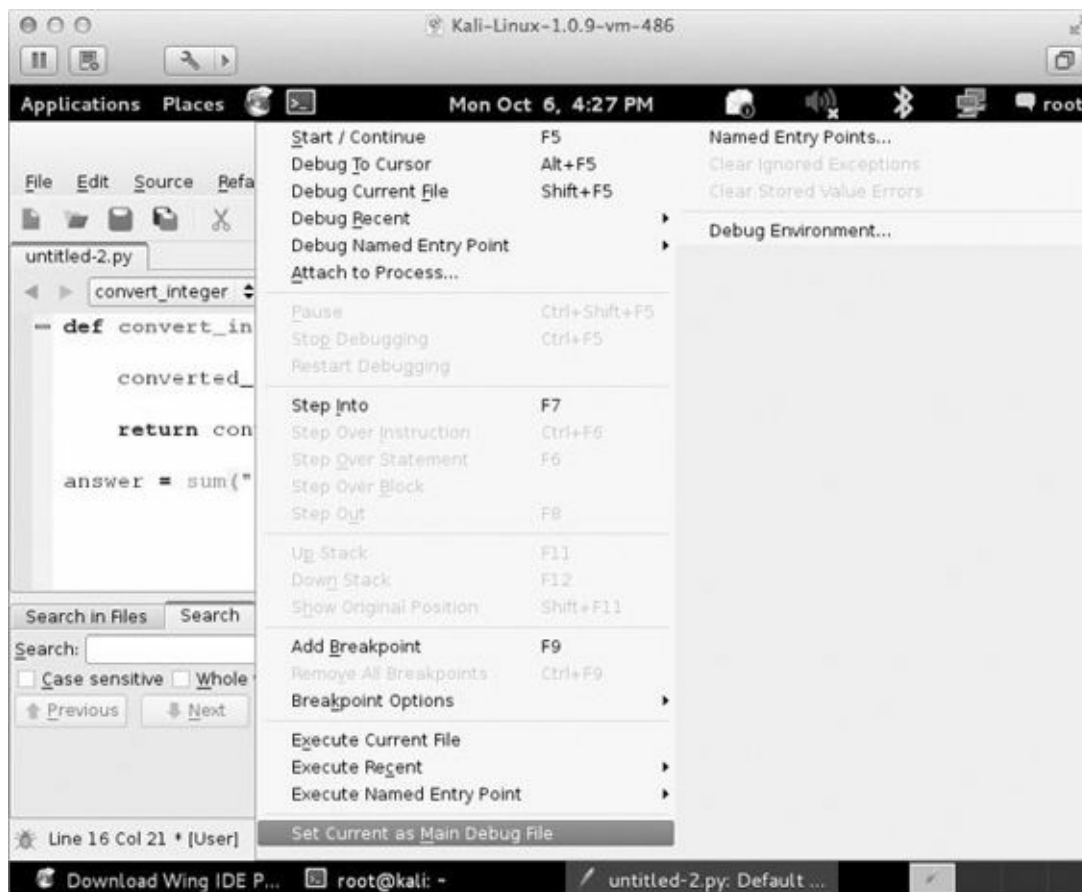 Kali-Linux-1.0.9-vm-486
Applications Places Mon Oct 6, 4:27 PM root
File Edit Source Refa
untitled-2.py
convert_integer
def convert_in
converted_
return con
answer = sum("
Search in Files Search
Search:
Case sensitive Whole
Previous Next
Line 16 Col 21 * [User]
Start / Continue F5
Debug To Cursor Alt+F5
Debug Current File Shift+F5
Debug Recent
Debug Named Entry Point
Attach to Process...
Pause Ctrl+Shift+F5
Stop Debugging Ctrl+F5
Restart Debugging
Step Into F7
Step Over Instruction Ctrl+F6
Step Over Statement F6
Step Over Block
Step Out F8
Up Stack F11
Down Stack F12
Show Original Position Shift+F11
Add Breakpoint F9
Remove All Breakpoints Ctrl+F9
Breakpoint Options
Execute Current File
Execute Recent
Execute Named Entry Point
Set Current as Main Debug File
Named Entry Points...
Clear Ignored Exceptions
Clear Stored Value Errors
Debug Environment...
Download Wing IDE P... root@kali: ~ untitled-2.py: Default ...